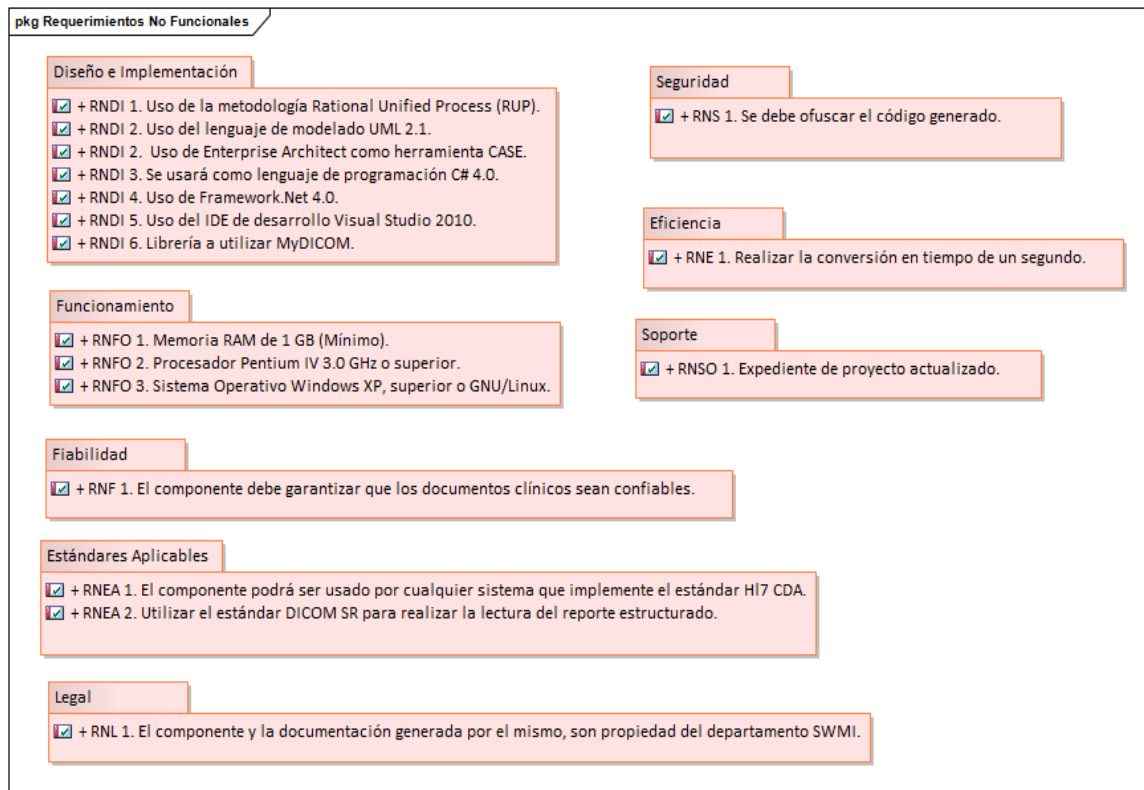 pkg Requerimientos No Funcionales
Diseño e Implementación
+ RNDI 1. Uso de la metodología Rational Unified Process (RUP).
+ RNDI 2. Uso del lenguaje de modelado UML 2.1.
+ RNDI 2.  Uso de Enterprise Architect como herramienta CASE.
+ RNDI 3. Se usará como lenguaje de programación C# 4.0.
+ RNDI 4. Uso de Framework.Net 4.0.
+ RNDI 5. Uso del IDE de desarrollo Visual Studio 2010.
+ RNDI 6. Librería a utilizar MyDICOM.
Seguridad
+ RNS 1. Se debe ofuscar el código generado.
Eficiencia
+ RNE 1. Realizar la conversión en tiempo de un segundo.
Funcionamiento
+ RNFO 1. Memoria RAM de 1 GB (Mínimo).
+ RNFO 2. Procesador Pentium IV 3.0 GHz o superior.
+ RNFO 3. Sistema Operativo Windows XP, superior o GNU/Linux.
Soporte
+ RNSO 1. Expediente de proyecto actualizado.
Fiabilidad
+ RNF 1. El componente debe garantizar que los documentos clínicos sean confiables.
Estándares Aplicables
+ RNEA 1. El componente podrá ser usado por cualquier sistema que implemente el estándar Hl7 CDA.
+ RNEA 2. Utilizar el estándar DICOM SR para realizar la lectura del reporte estructurado.
Legal
+ RNL 1. El componente y la documentación generada por el mismo, son propiedad del departamento SWMI.